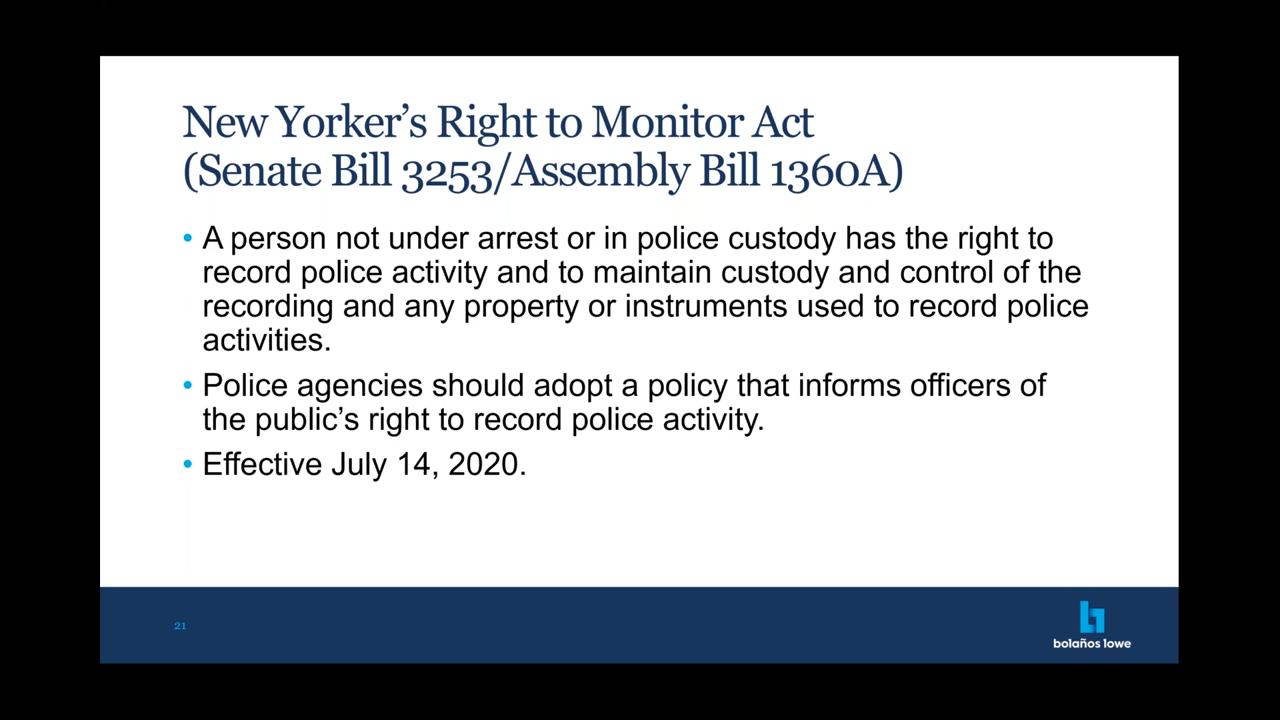 New Yorker’s Right to Monitor Act
(Senate Bill 3253/Assembly Bill 1360A)
• A person not under arrest or in police custody has the right to
record police activity and to maintain custody and control of the
recording and any property or instruments used to record police
activities.
• Police agencies should adopt a policy that informs officers of
the public’s right to record police activity.
• Effective July 14, 2020.
21
bolaños lowe